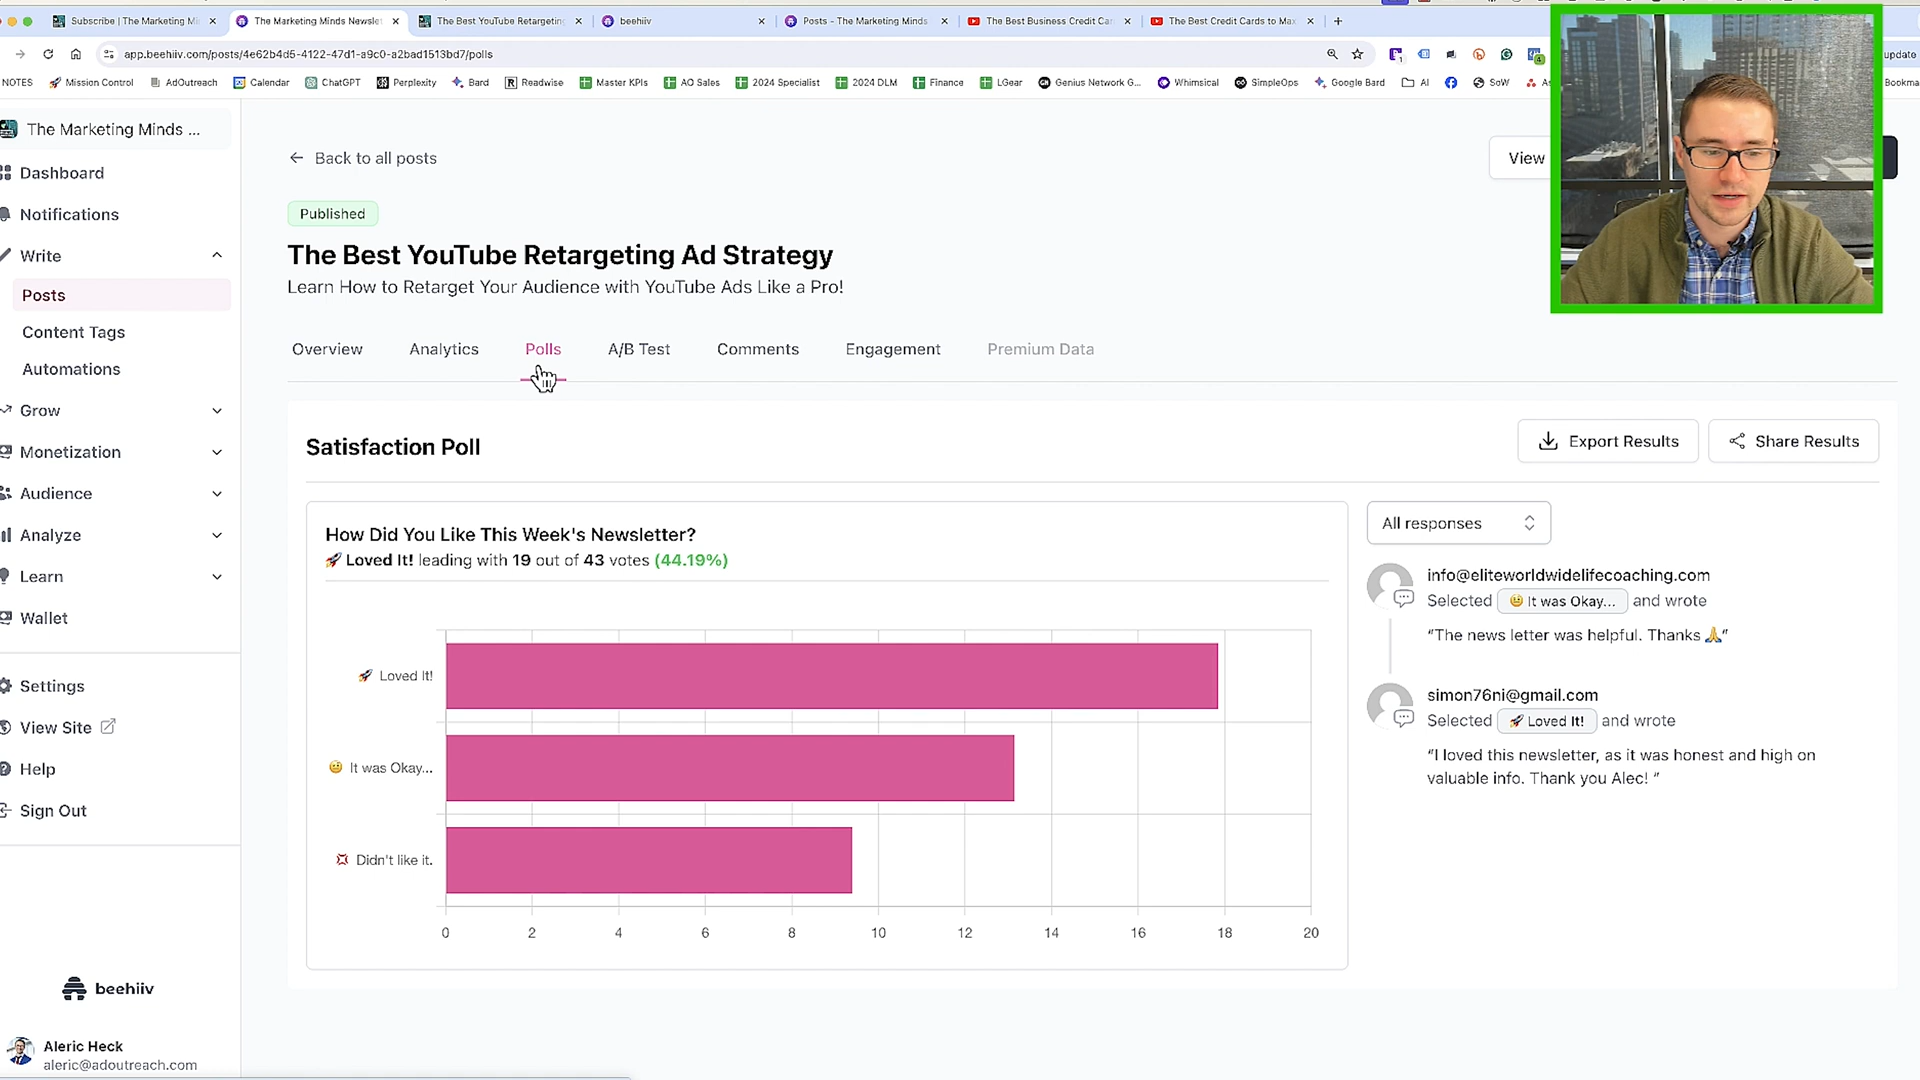 Subscribe | The Marketing Mi
The Marketing Minds Newslet
The Best YouTube Retargeting
beehiiv
Posts - The Marketing Minds
The Best Business Credit Car
The Best Credit Cards to Max
app.beehiiv.com/posts/4e62b4d5-4122-47d1-a9c0-a2bad1513bd7/polls
update
NOTES
Mission Control
AdOutreach
Calendar
ChatGPT
Perplexity
Bard
Readwise
Master KPIs
AO Sales
2024 Specialist
2024 DLM
Finance
LGear
Genius Network G...
Whimsical
SimpleOps
Google Bard
AI
SoW
As
Bookma
The Marketing Minds ...
Dashboard
Notifications
Write
Posts
Content Tags
Automations
Grow
Monetization
Audience
Analyze
Learn
Wallet
Settings
View Site
Help
Sign Out
beehiiv
Aleric Heck
aleric@adoutreach.com
Back to all posts
View
Published
The Best YouTube Retargeting Ad Strategy
Learn How to Retarget Your Audience with YouTube Ads Like a Pro!
Overview
Analytics
Polls
A/B Test
Comments
Engagement
Premium Data
Satisfaction Poll
Export Results
Share Results
How Did You Like This Week's Newsletter?
🚀 Loved It! leading with 19 out of 43 votes (44.19%)
🚀 Loved It!
😐 It was Okay...
💢 Didn't like it.
0 2 4 6 8 10 12 14 16 18 20
All responses
info@eliteworldwidelifecoaching.com
Selected 😐 It was Okay... and wrote
“The news letter was helpful. Thanks 🙏”
simon76ni@gmail.com
Selected 🚀 Loved It! and wrote
“I loved this newsletter, as it was honest and high on
valuable info. Thank you Alec! ”